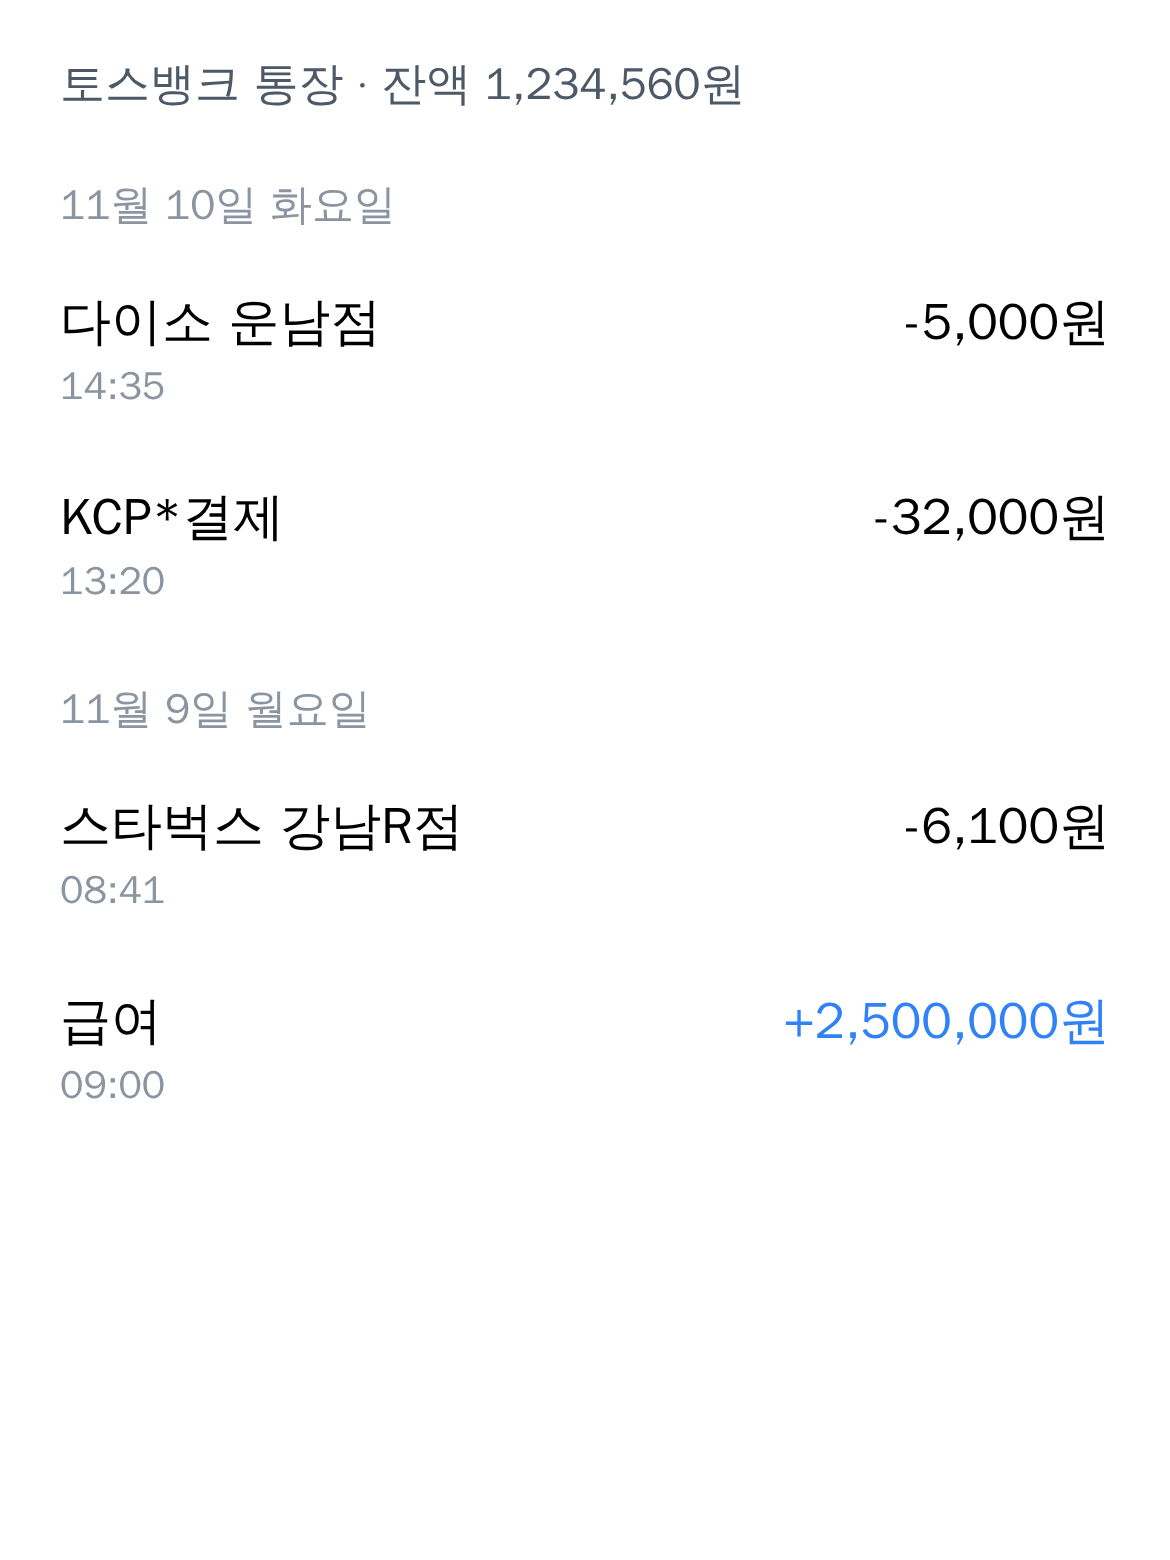 토스뱅크 통장 · 잔액 1,234,560원
11월 10일 화요일
다이소 운남점 -5,000원
14:35
KCP*결제 -32,000원
13:20
11월 9일 월요일
스타벅스 강남R점 -6,100원
08:41
급여 +2,500,000원
09:00